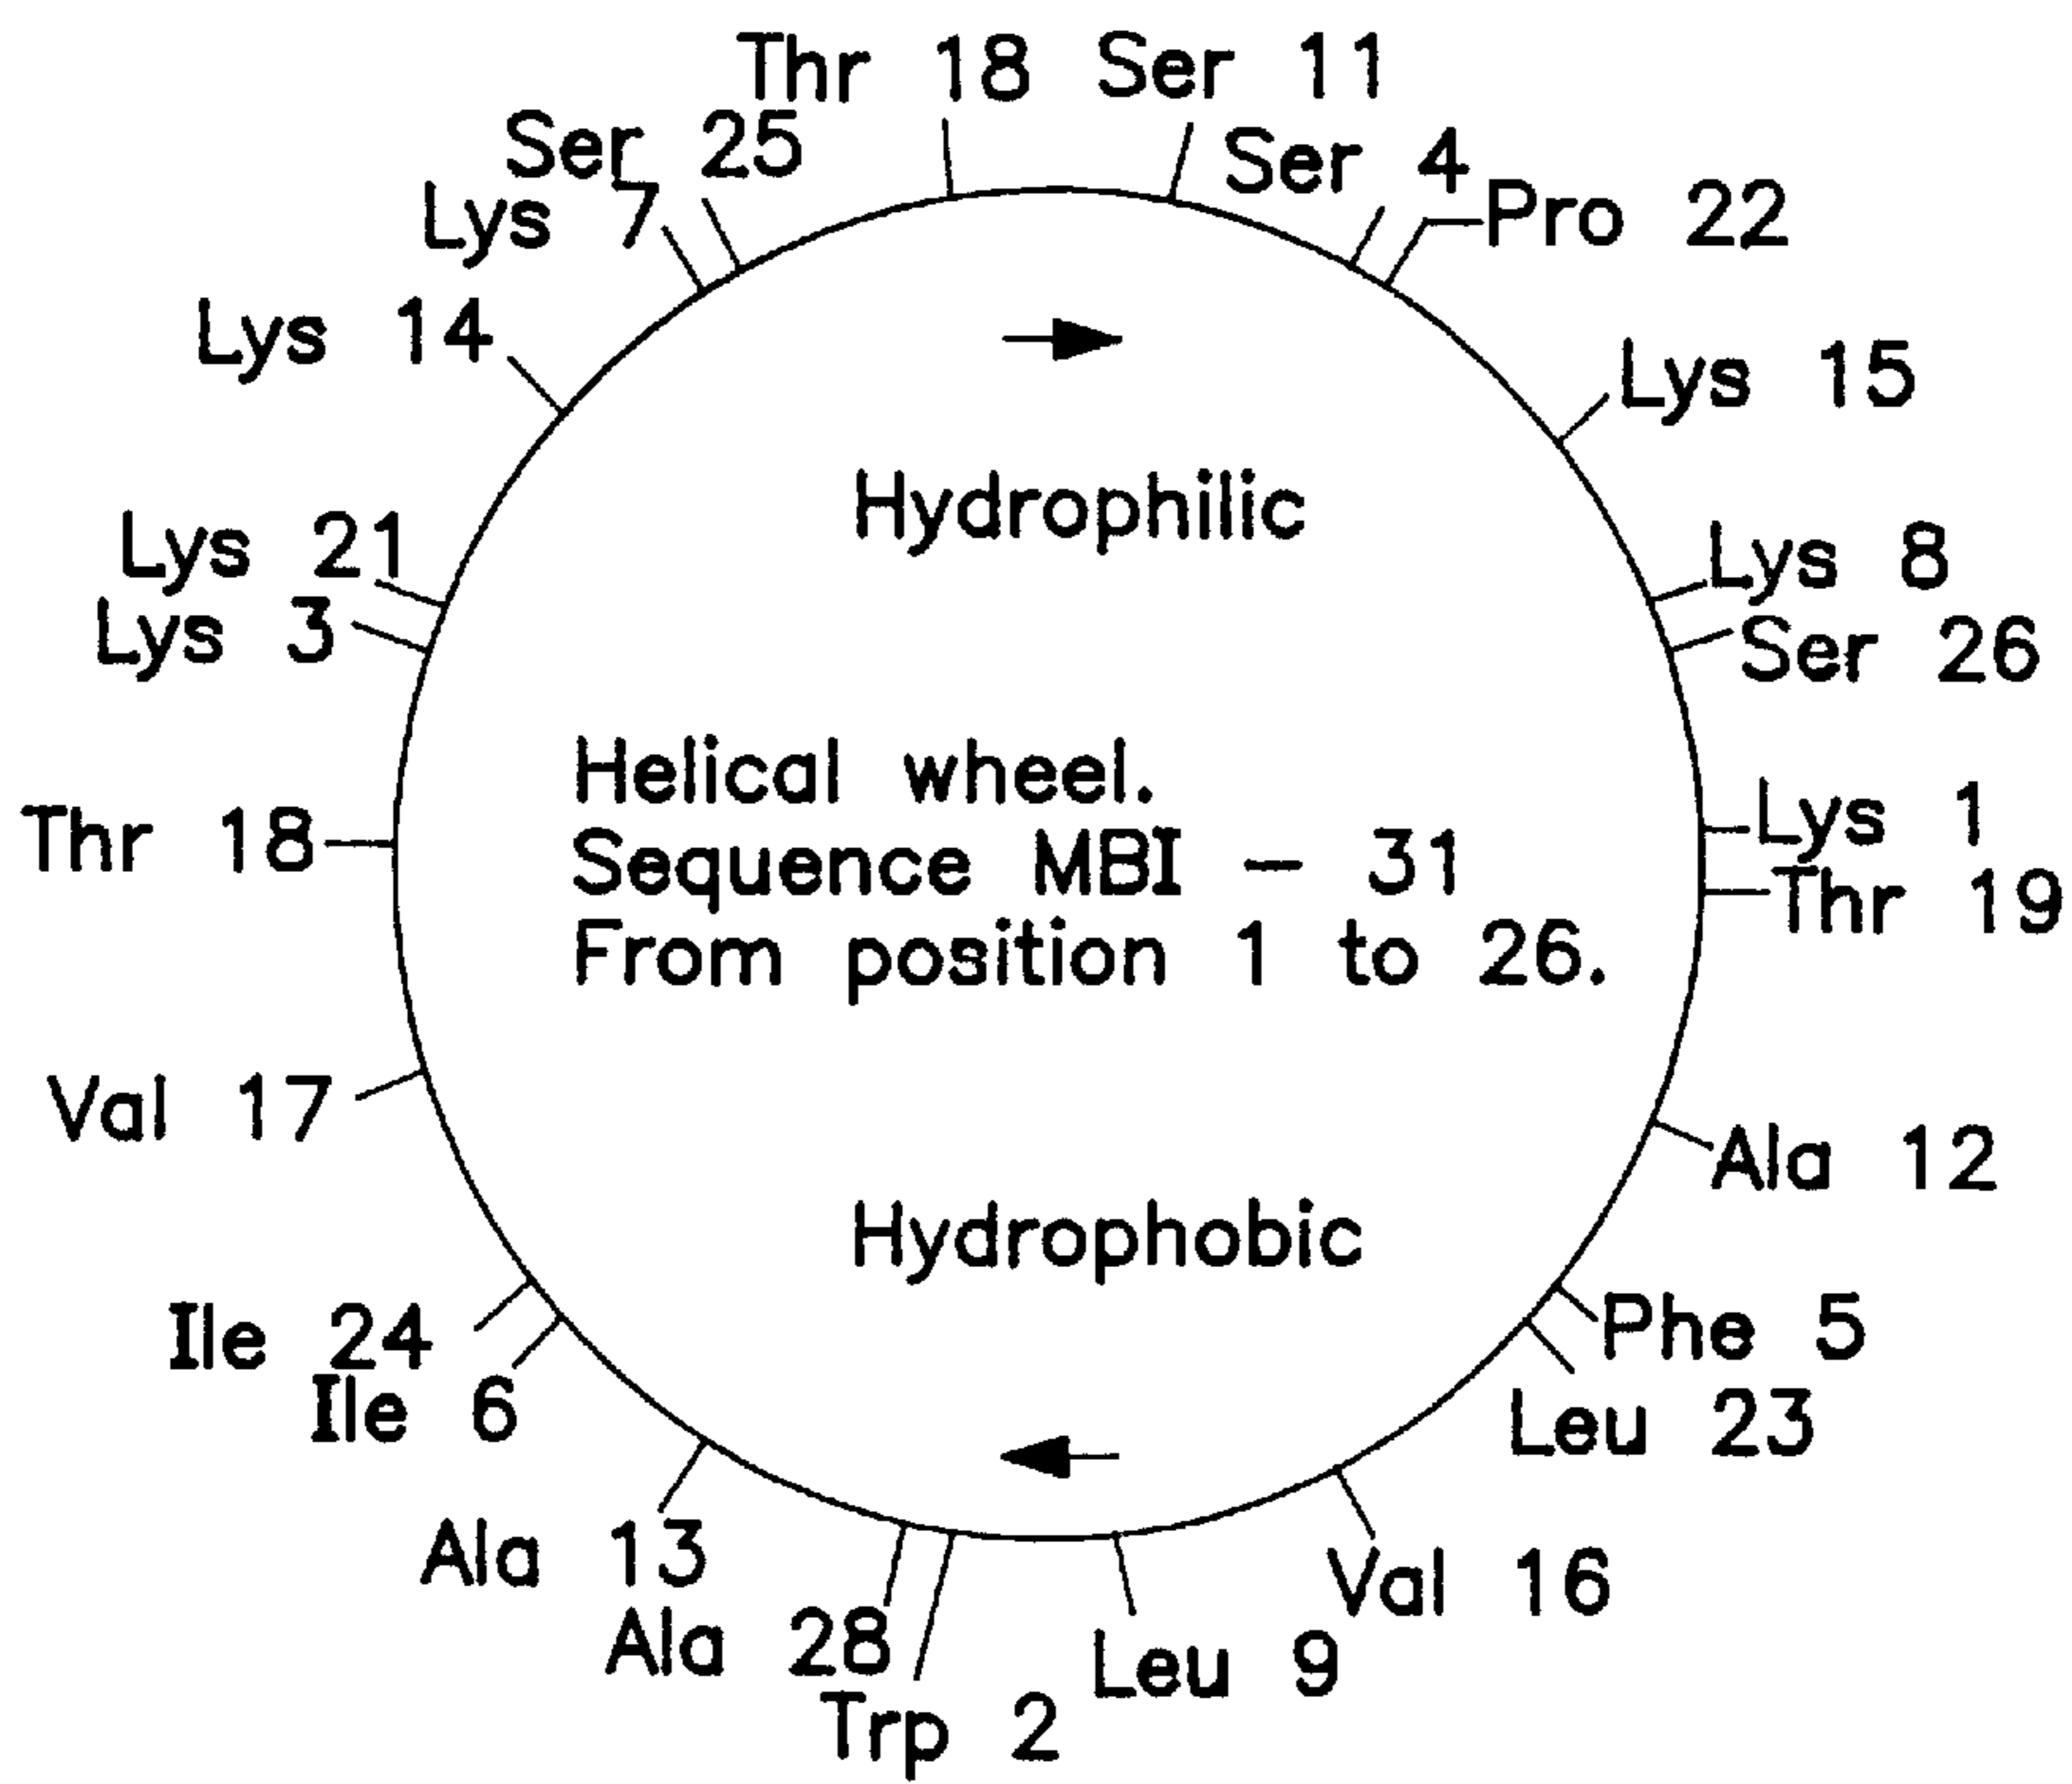 Thr 18 Ser 11
Ser 25
Ser 4
Lys 7
Pro 22
Lys 14
Lys 15
Hydrophilic
Lys 21
Lys 8
Lys 3
Ser 26
Helical wheel.
Sequence MBI - 31
From position 1 to 26.
Thr 18
Lys 1
Thr 19
Val 17
Ala 12
Hydrophobic
Ile 24
Phe 5
Ile 6
Leu 23
Ala 13
Val 16
Ala 28
Leu 9
Trp 2